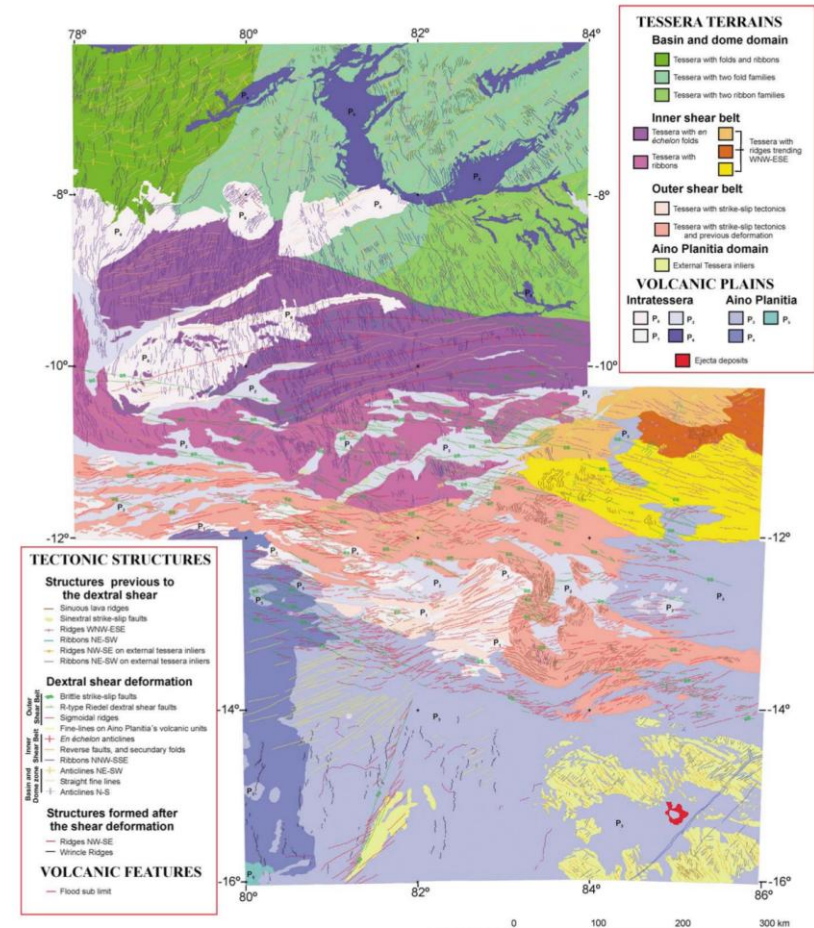 78º
80º
82º
84º
TESSERA TERRAINS
Basin and dome domain
Tessera with folds and ribbons
Tessera with two fold families
Tessera with two ribbon families
Inner shear belt
Tessera with en
échelon folds
Tessera with
ribbons
Tessera with
ridges trending
WNW-ESE
Outer shear belt
Tessera with strike-slip tectonics
Tessera with strike-slip tectonics
and previous deformation
Aino Planitia domain
External Tessera inliers
VOLCANIC PLAINS
Intratessera
Aino Planitia
Ejecta deposits
-8º
-8º
-10º
-10º
-12º
-12º
TECTONIC STRUCTURES
Structures previous to
the dextral shear
Sinuous lava ridges
Sinextral strike-slip faults
Ridges WNW-ESE
Ribbons NE-SW
Ridges NW-SE on external tessera inliers
Ribbons NE-SW on external tessera inliers
Dextral shear deformation
Outer
Shear Belt
Brittle strike-slip faults
R-type Riedel dextral shear faults
Sigmoidal ridges
Fine-lines on Aino Planitia's volcanic units
Inner
Shear Belt
En échelon anticlines
Reverse faults, and secundary folds
Ribbons NNW-SSE
Basin and
Dome zone
Anticlines NE-SW
Straight fine lines
Anticlines N-S
Structures formed after
the shear deformation
Ridges NW-SE
Wrincle Ridges
VOLCANIC FEATURES
Flood sub limit
-14º
-14º
-16º
-16º
80º
82º
84º
86º
0 100 200 300 km